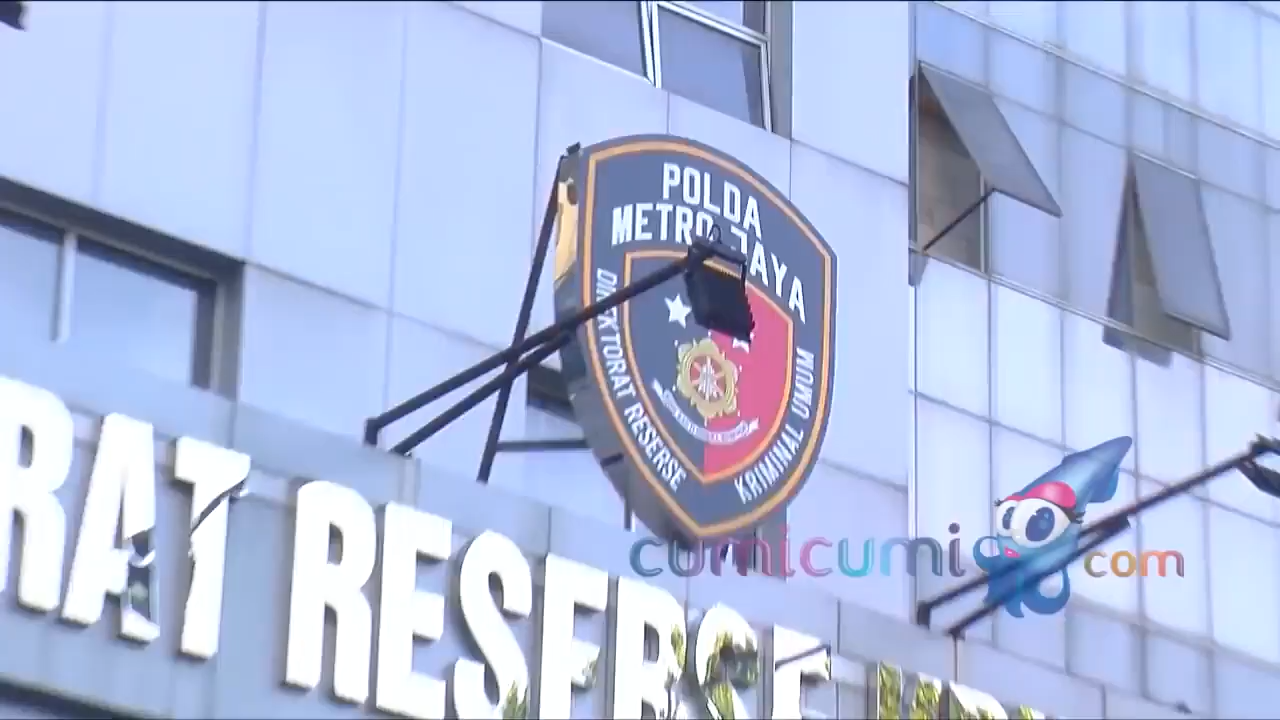 POLDA
METRO JAYA
DIREKTORAT RESERSE
KRIMINAL UMUM
cumicumi.com
RAT RESERSE